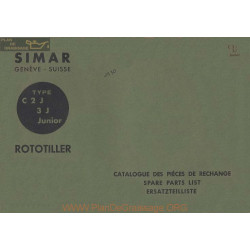 SIMAR
GENÈVE - SUISSE
TYPE
C 2 J
3 J
Junior
ROTOTILLER
CATALOGUE DES PIÈCES DE RECHANGE
SPARE PARTS LIST
ERSATZTEILLISTE